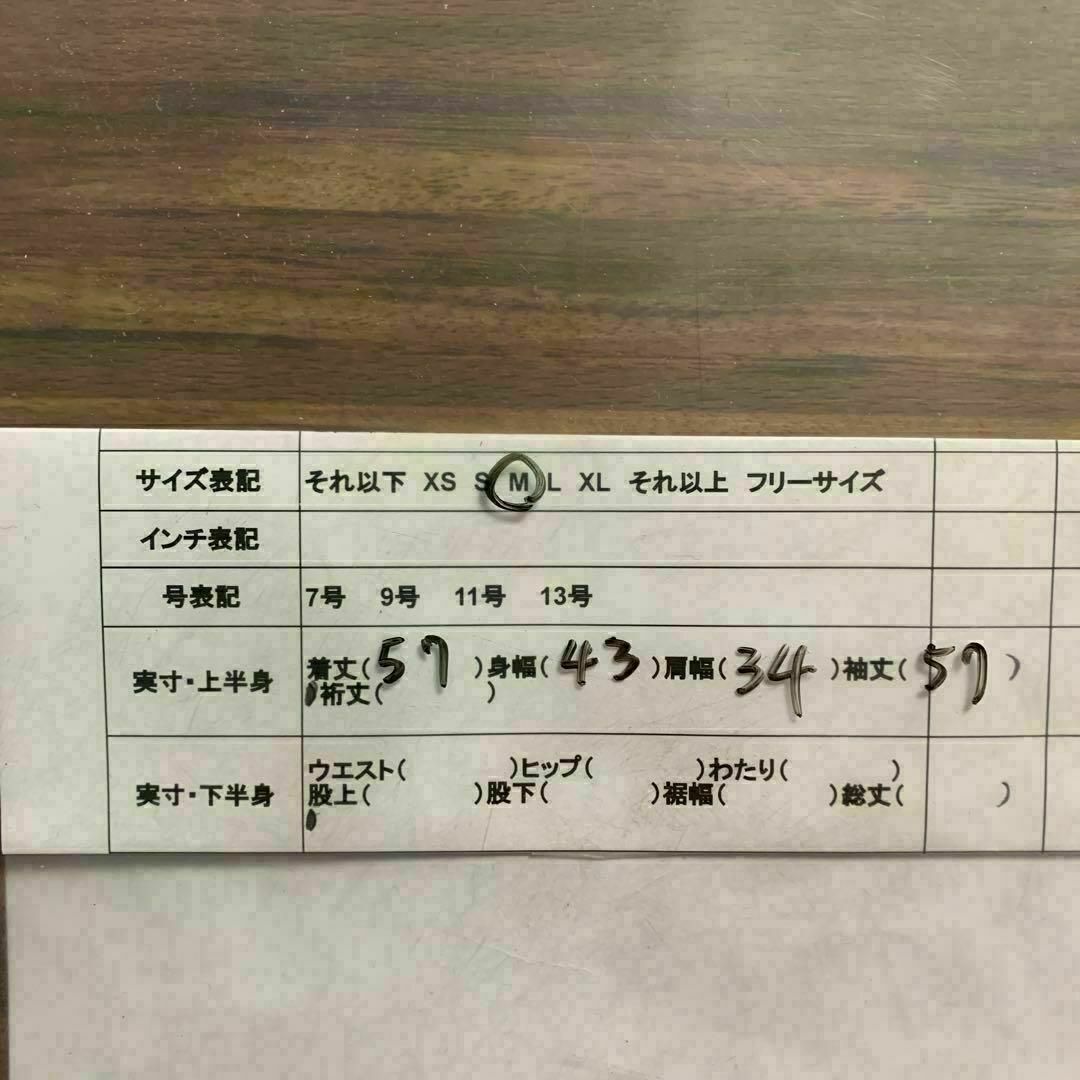 サイズ表記 それ以下 XS S M L XL それ以上 フリーサイズ
インチ表記
号表記 7号 9号 11号 13号
実寸・上半身 着丈(57)身幅(43)肩幅(34)袖丈(57)
裄丈( )
実寸・下半身 ウエスト( )ヒップ( )わたり( )
股上( )股下( )裾幅( )総丈( )